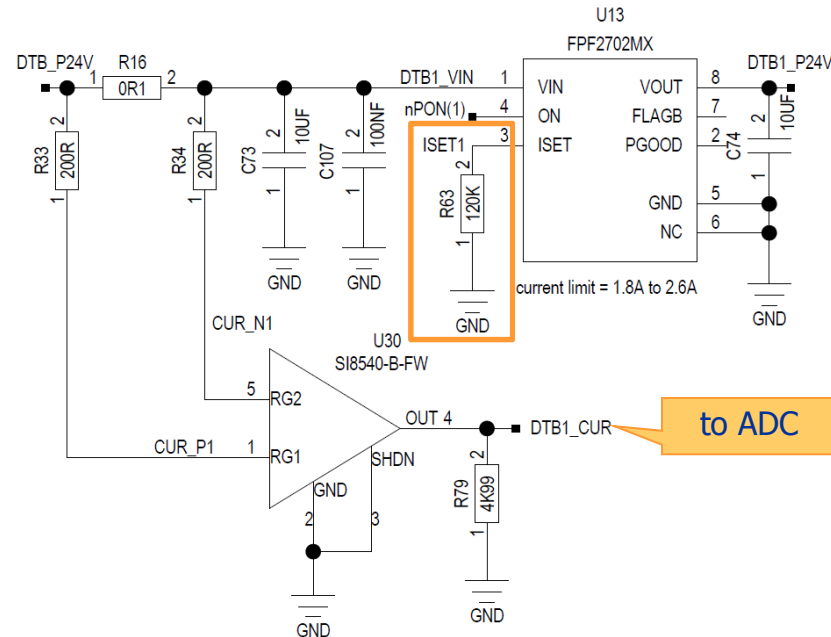 U13
FPF2702MX
DTB_P24V
R16
1 0R1 2
DTB1_VIN
1 VIN
VOUT 8
DTB1_P24V
nPON(1)
4 ON
FLAGB 7
ISET1
3 ISET
PGOOD 2
GND 5
NC 6
2
R33
200R
1
2
R34
200R
1
2
10UF
C73
1
2
100NF
C107
1
2
R63
120K
1
2
10UF
C74
1
GND
GND
GND
GND
current limit = 1.8A to 2.6A
CUR_N1
U30
SI8540-B-FW
5 RG2
OUT 4
DTB1_CUR
to ADC
CUR_P1
1 RG1
SHDN
GND
2
3
2
R79
4K99
1
GND
GND